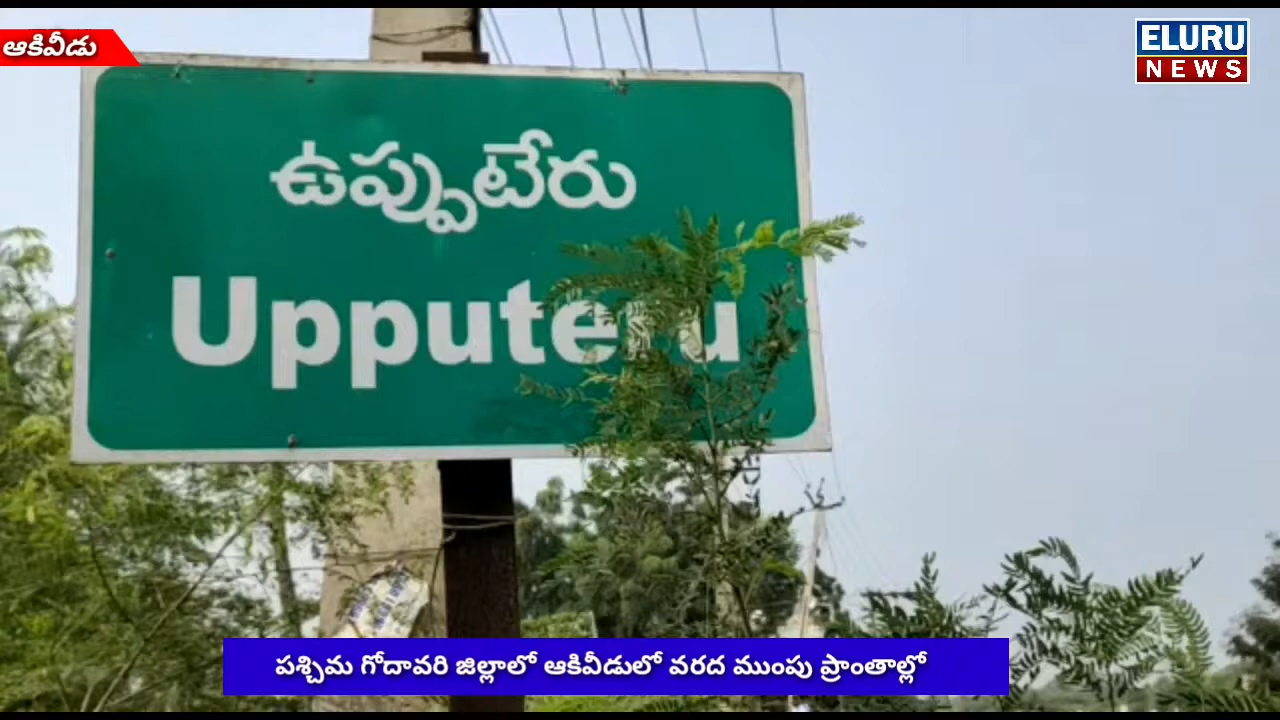 ఆకివీడు
ELURU
NEWS
ఉప్పుటేరు
Upputeru
పశ్చిమ గోదావరి జిల్లాలో ఆకివీడులో వరద ముంపు ప్రాంతాల్లో